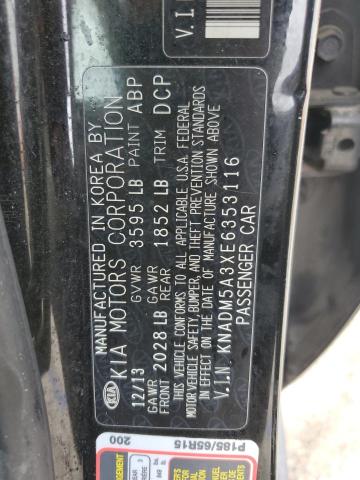 V.I.N
KIA
MANUFACTURED IN KOREA BY
KIA MOTORS CORPORATION
12/13 GVWR 3595 LB PAINT ABP
GAWR FRONT 2028 LB GAWR REAR 1852 LB TRIM DCP
THIS VEHICLE CONFORMS TO ALL APPLICABLE U.S.A. FEDERAL
MOTOR VEHICLE SAFETY, BUMPER, AND THEFT PREVENTION STANDARDS
IN EFFECT ON THE DATE OF MANUFACTURE SHOWN ABOVE
V.I.N KNADM5A3XE6353116
PASSENGER CAR
P185/65R15
200